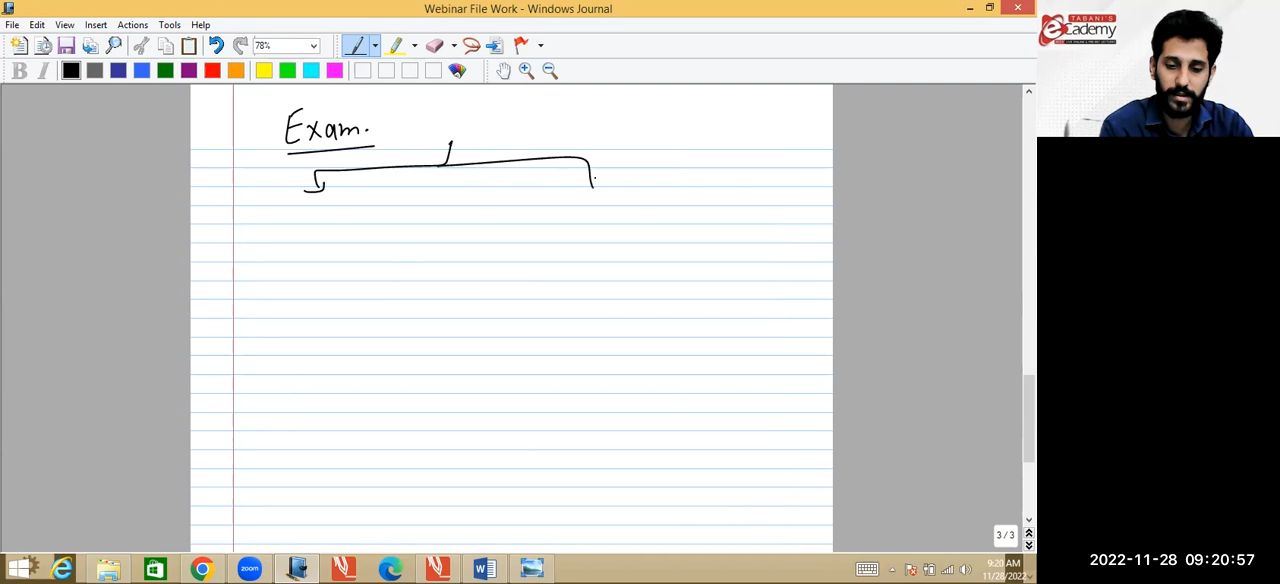 Webinar File Work - Windows Journal
File Edit View Insert Actions Tools Help
78%
B I
TABANI'S
eCademy
Exam.
3 / 3
zoom
W
9:20 AM
11/28/2022
2022-11-28 09:20:57